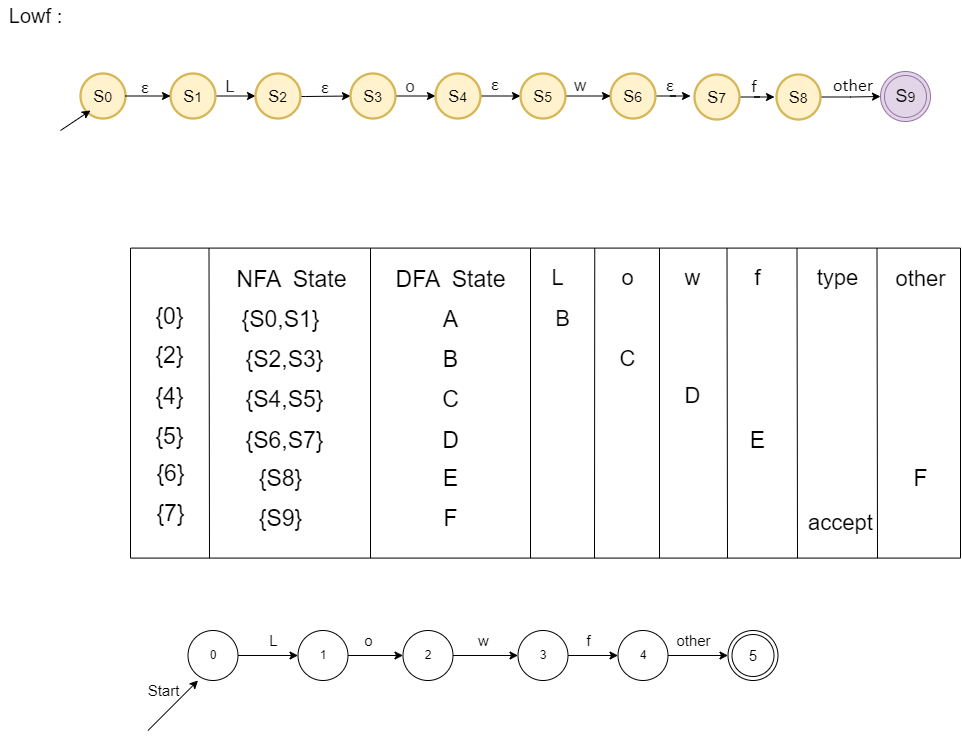 Lowf :
ε L ε o ε w ε f other
S0 S1 S2 S3 S4 S5 S6 S7 S8 S9
NFA State DFA State L o w f type other
{0} {S0,S1} A B
{2} {S2,S3} B C
{4} {S4,S5} C D
{5} {S6,S7} D E
{6} {S8} E F
{7} {S9} F accept
L o w f other
0 1 2 3 4 5
Start